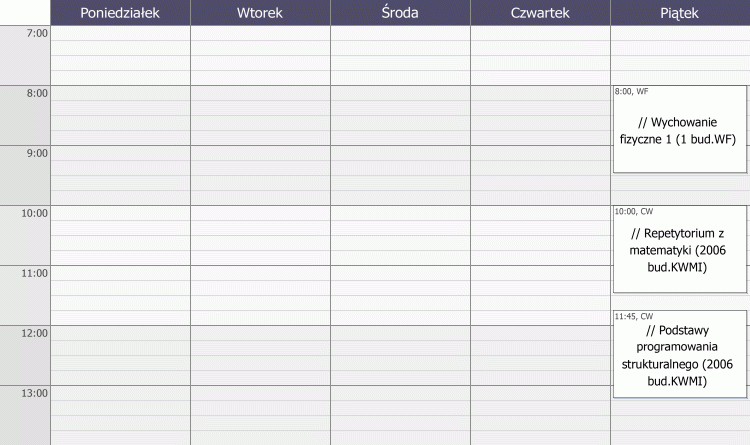 Poniedziałek Wtorek Środa Czwartek Piątek
7:00
8:00
8:00, WF
// Wychowanie
fizyczne 1 (1 bud.WF)
9:00
10:00
10:00, CW
// Repetytorium z
matematyki (2006
bud.KWMI)
11:00
11:45, CW
// Podstawy
programowania
strukturalnego (2006
bud.KWMI)
12:00
13:00